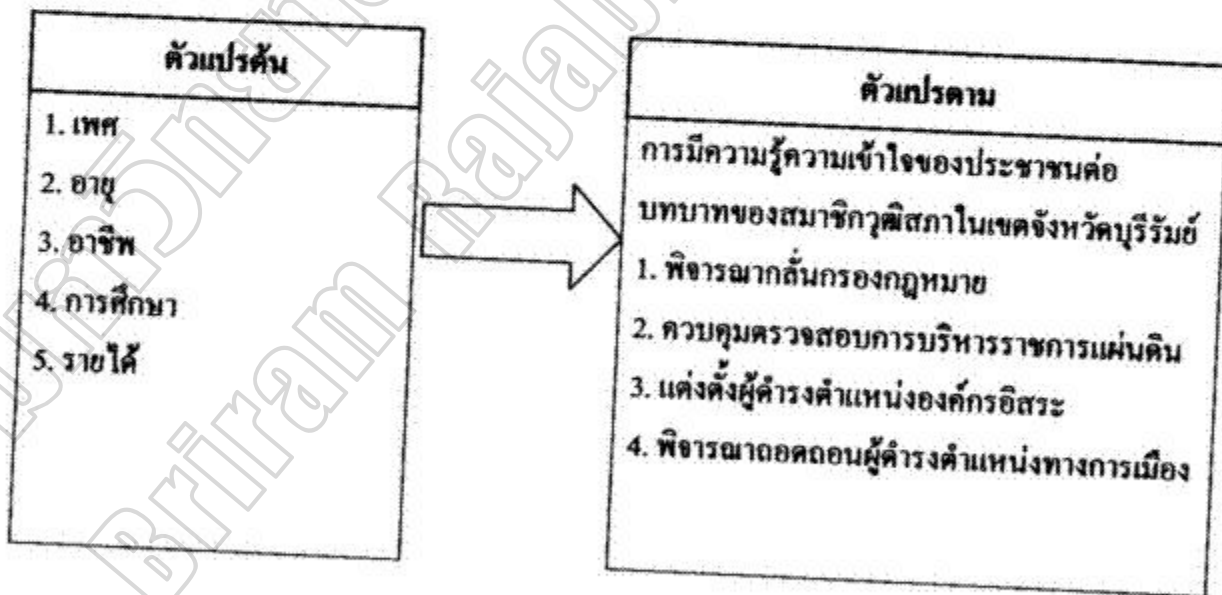 ตัวแปรต้น
1. เพศ
2. อายุ
3. อาชีพ
4. การศึกษา
5. รายได้
ตัวแปรตาม
การมีความรู้ความเข้าใจของประชาชนต่อ
บทบาทของสมาชิกวุฒิสภาในเขตจังหวัดบุรีรัมย์
1. พิจารณากลั่นกรองกฎหมาย
2. ควบคุมตรวจสอบการบริหารราชการแผ่นดิน
3. แต่งตั้งผู้ดำรงตำแหน่งองค์กรอิสระ
4. พิจารณาถอดถอนผู้ดำรงตำแหน่งทางการเมือง